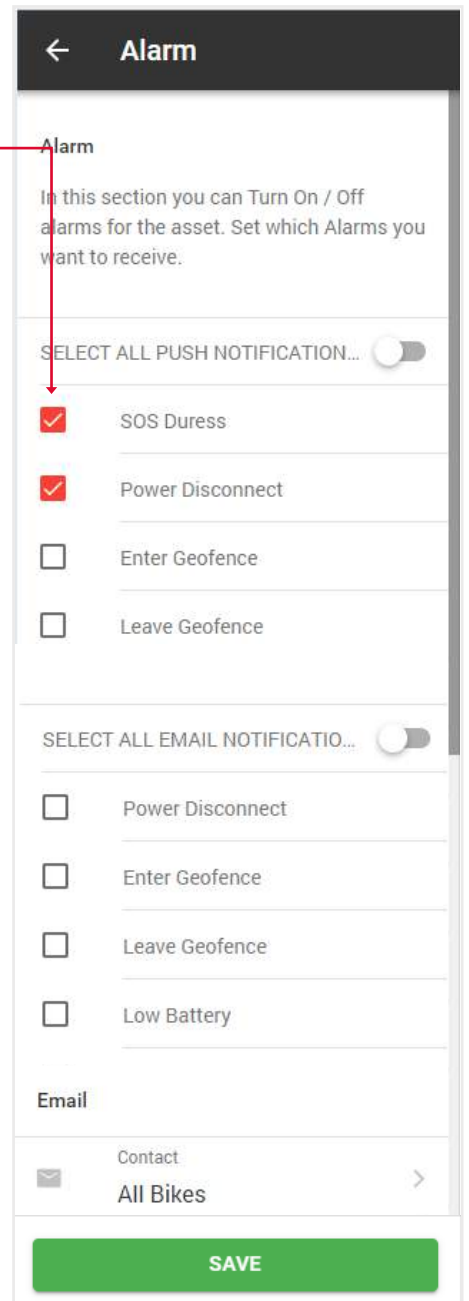 Alarm
Alarm
In this section you can Turn On / Off
alarms for the asset. Set which Alarms you
want to receive.
SELECT ALL PUSH NOTIFICATION...
SOS Duress
Power Disconnect
Enter Geofence
Leave Geofence
SELECT ALL EMAIL NOTIFICATIO...
Power Disconnect
Enter Geofence
Leave Geofence
Low Battery
Email
Contact
All Bikes
SAVE